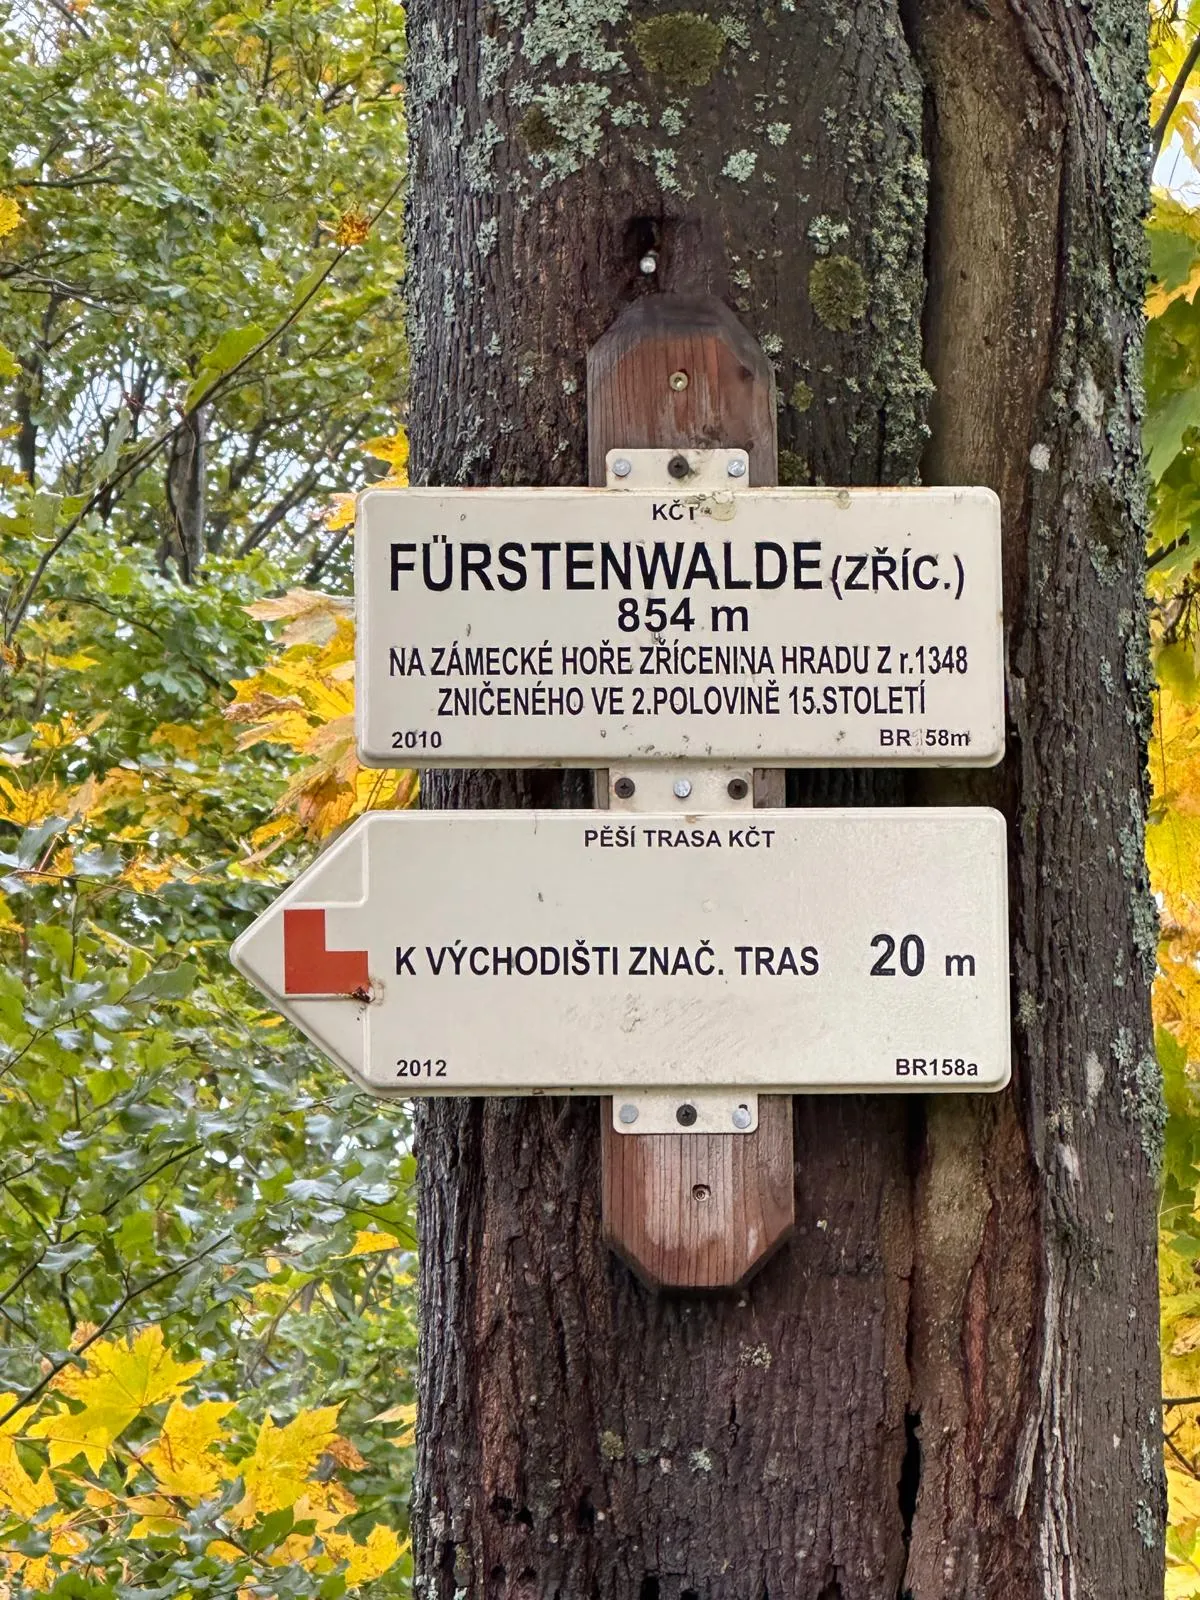 KČT
FÜRSTENWALDE (ZŘÍC.)
854 m
NA ZÁMECKÉ HOŘE ZŘÍCENINA HRADU Z r.1348
ZNIČENÉHO VE 2.POLOVINĚ 15.STOLETÍ
2010 BR 58m
PĚŠÍ TRASA KČT
K VÝCHODIŠTI ZNAČ. TRAS 20 m
2012 BR158a